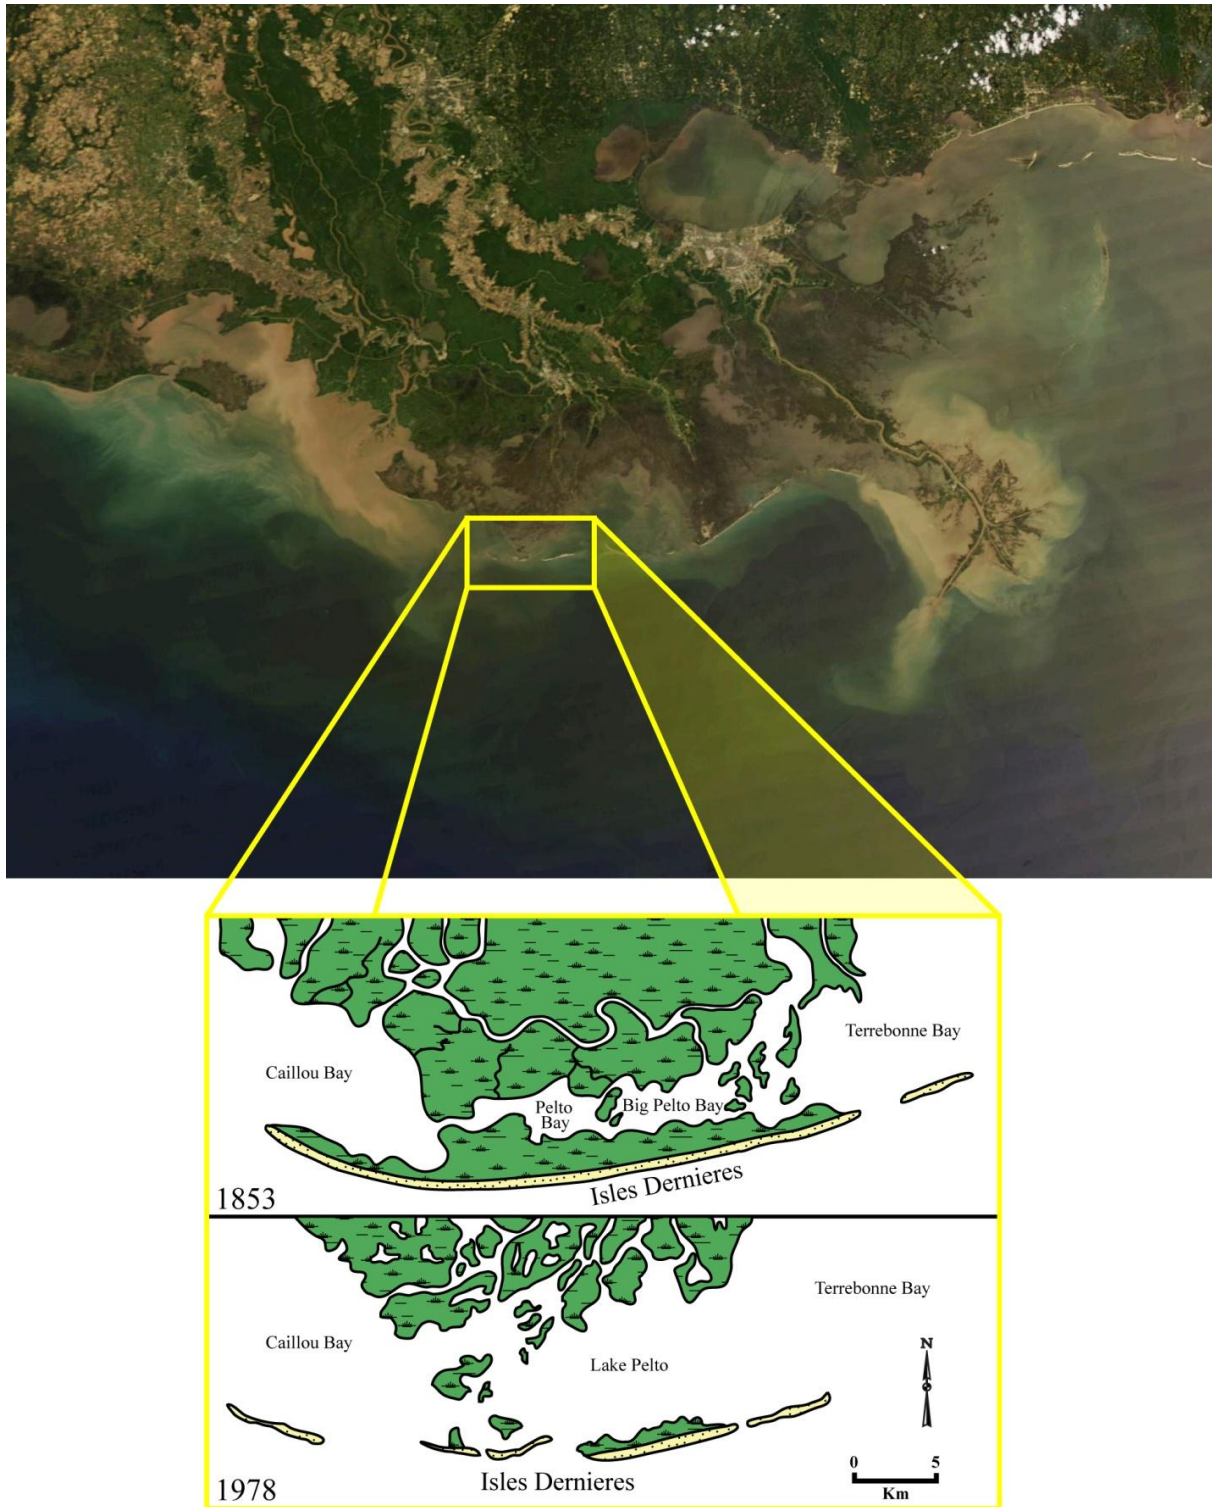 Terrebonne Bay
Caillou Bay
Pelto
Bay
Big Pelto Bay
Isles Dernieres
1853
Terrebonne Bay
Caillou Bay
Lake Pelto
N
0 5
Km
Isles Dernieres
1978